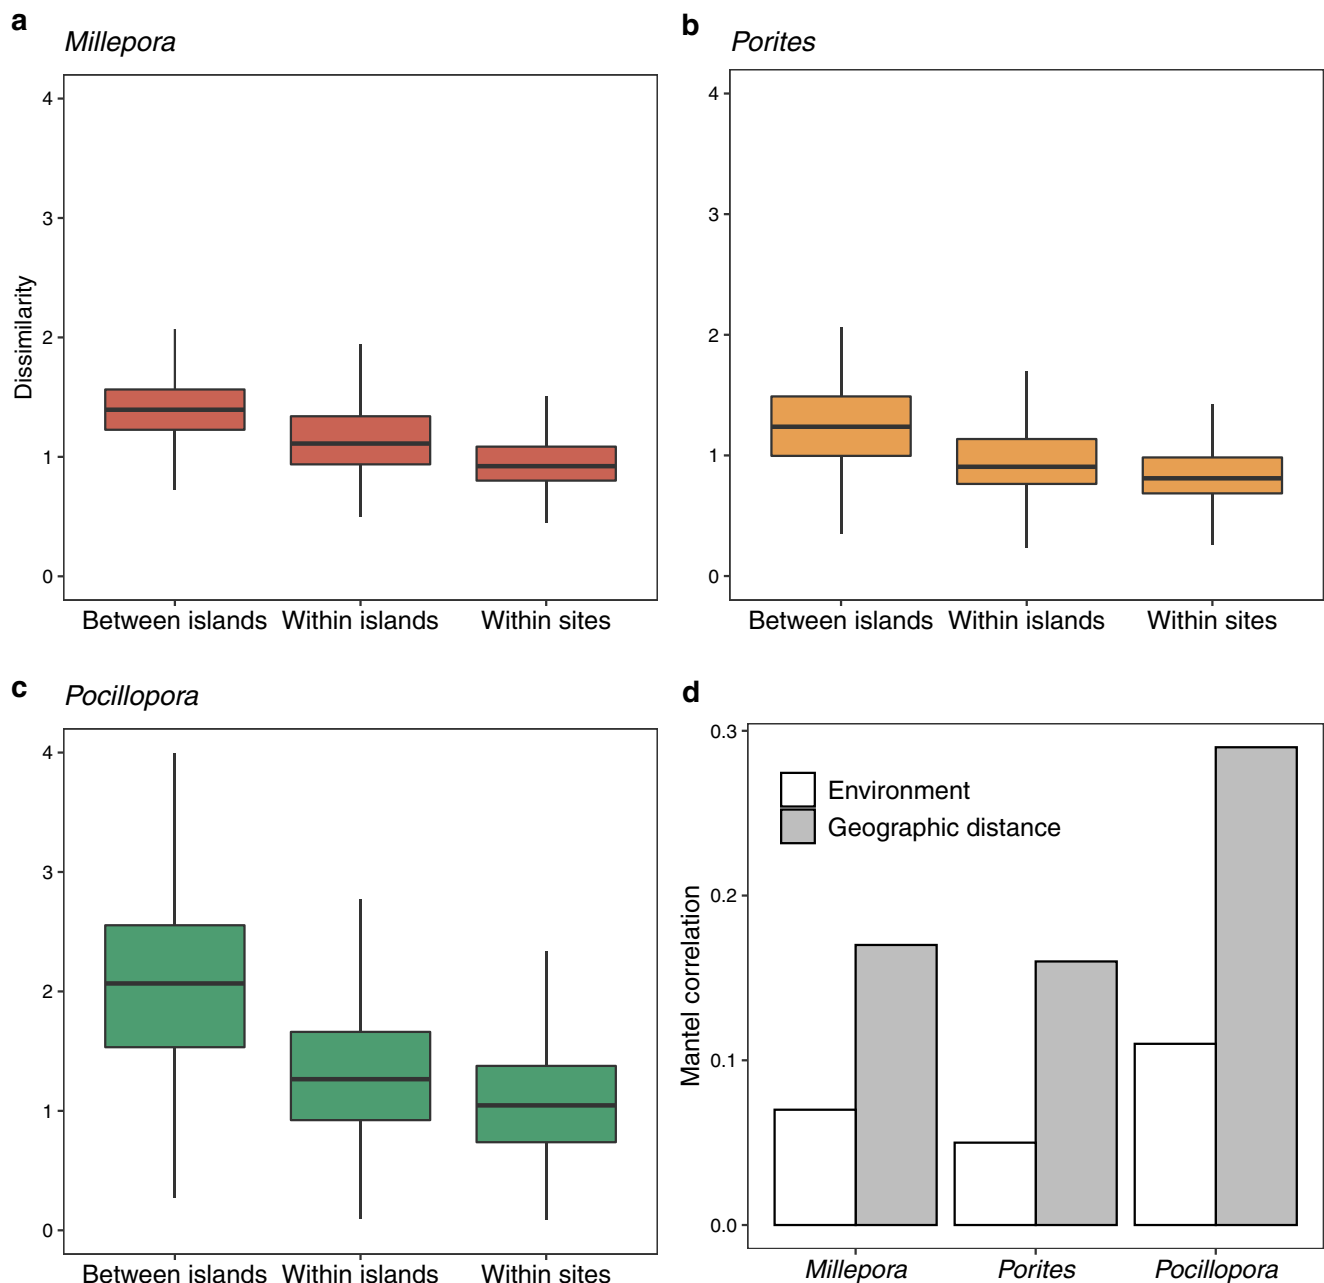 a
Millepora
4
3
2
1
0
Dissimilarity
Between islands Within islands Within sites
b
Porites
4
3
2
1
0
Between islands Within islands Within sites
c
Pocillopora
4
3
2
1
0
Between islands Within islands Within sites
d
0.3
0.2
0.1
0.0
Mantel correlation
Environment
Geographic distance
Millepora Porites Pocillopora